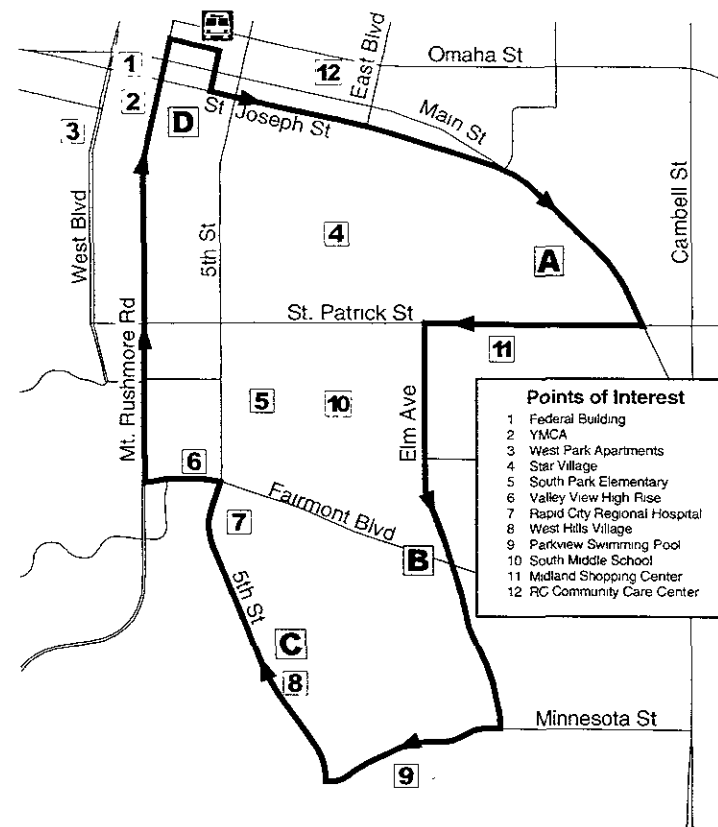 Omaha St
East Blvd
1
12
2
Main St
St Joseph St
D
3
Cambell St
West Blvd
5th St
4
A
Mt. Rushmore Rd
St. Patrick St
11
Elm Ave
5
10
6
Fairmont Blvd
7
B
5th St
C
8
Minnesota St
9
Points of Interest
1 Federal Building
2 YMCA
3 West Park Apartments
4 Star Village
5 South Park Elementary
6 Valley View High Rise
7 Rapid City Regional Hospital
8 West Hills Village
9 Parkview Swimming Pool
10 South Middle School
11 Midland Shopping Center
12 RC Community Care Center